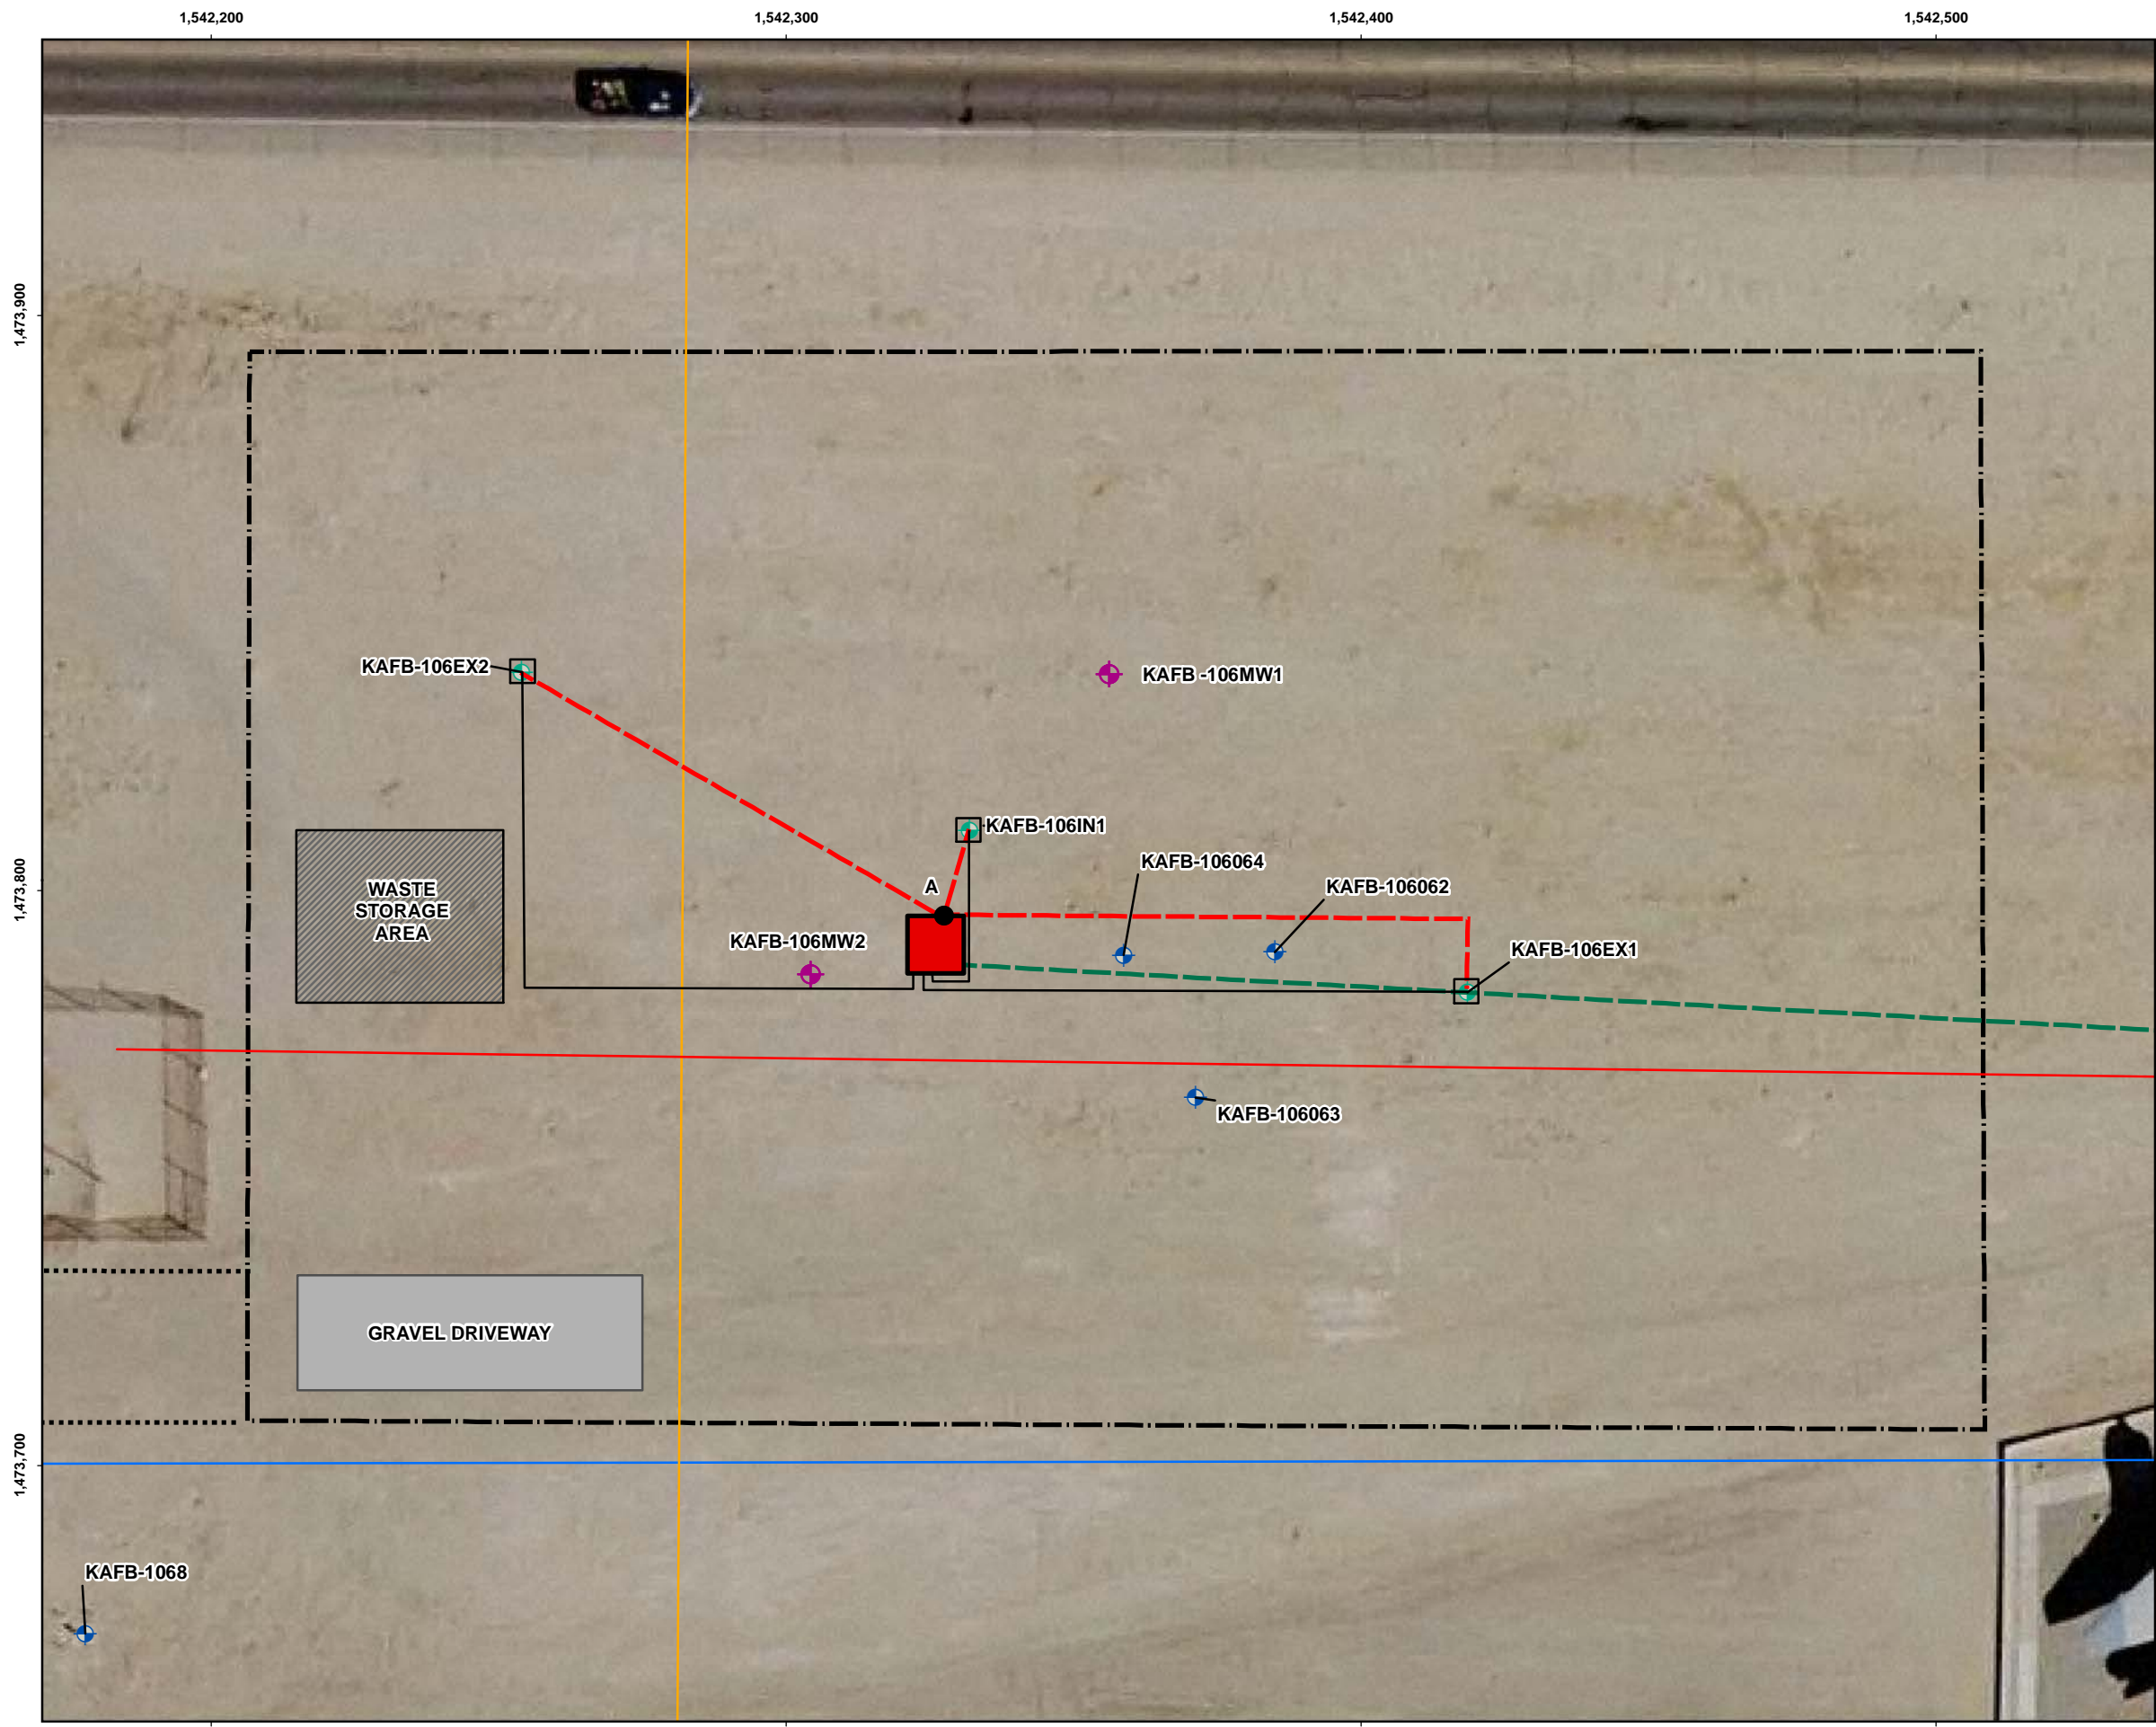 1,542,200
1,542,300
1,542,400
1,542,500
1,473,900
KAFB-106EX2
KAFB -106MW1
KAFB-106IN1
KAFB-106064
1,473,800
A
KAFB-106062
WASTE
STORAGE
AREA
KAFB-106MW2
KAFB-106EX1
KAFB-106063
GRAVEL DRIVEWAY
1,473,700
KAFB-1068